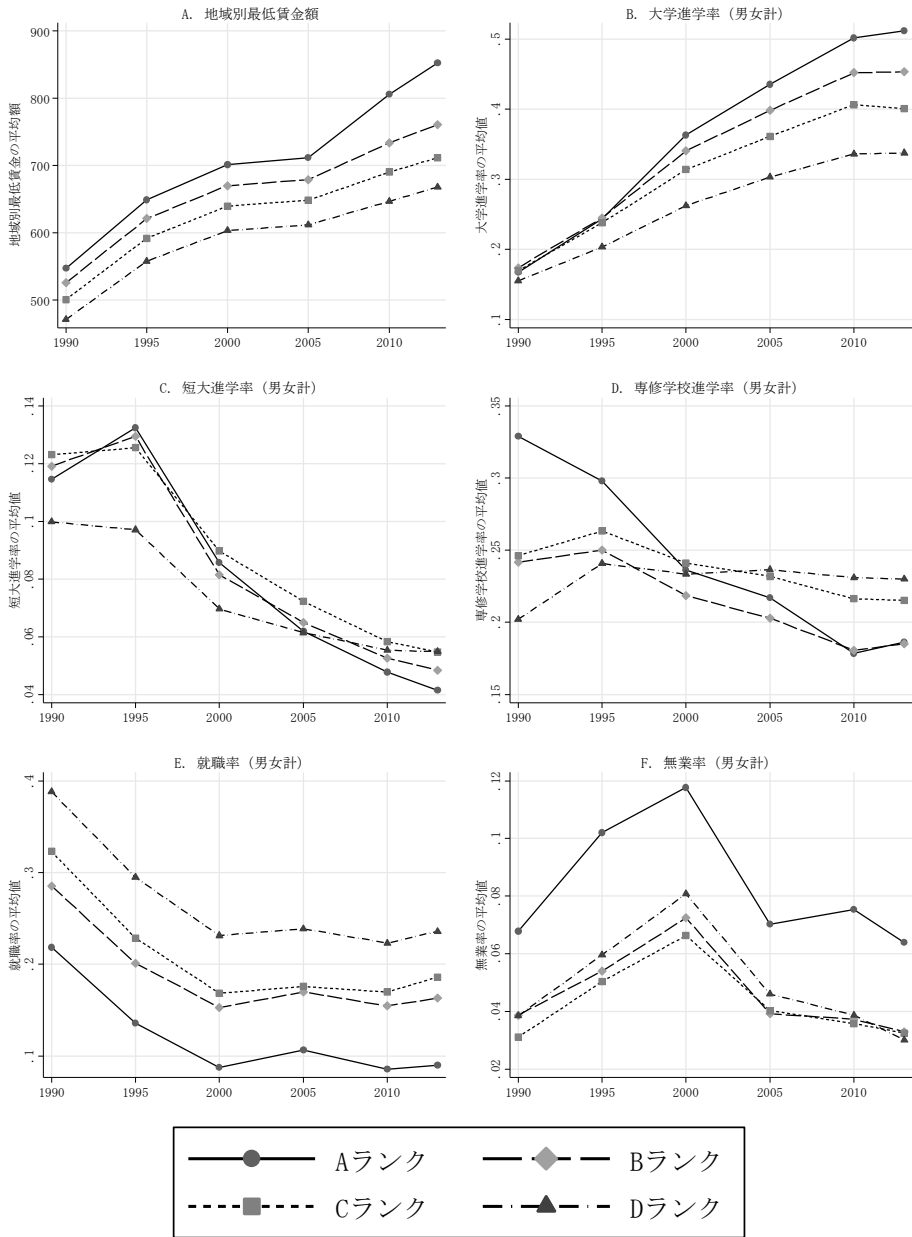 A. 地域別最低賃金額
地域別最低賃金の平均額
900
800
700
600
500
1990 1995 2000 2005 2010
B. 大学進学率（男女計）
大学進学率の平均値
.5
.4
.3
.2
.1
1990 1995 2000 2005 2010
C. 短大進学率（男女計）
短大進学率の平均値
.14
.12
.1
.08
.06
.04
1990 1995 2000 2005 2010
D. 専修学校進学率（男女計）
専修学校進学率の平均値
.35
.3
.25
.2
.15
1990 1995 2000 2005 2010
E. 就職率（男女計）
就職率の平均値
.4
.3
.2
.1
1990 1995 2000 2005 2010
F. 無業率（男女計）
無業率の平均値
.12
.1
.08
.06
.04
.02
1990 1995 2000 2005 2010
Aランク Bランク
Cランク Dランク